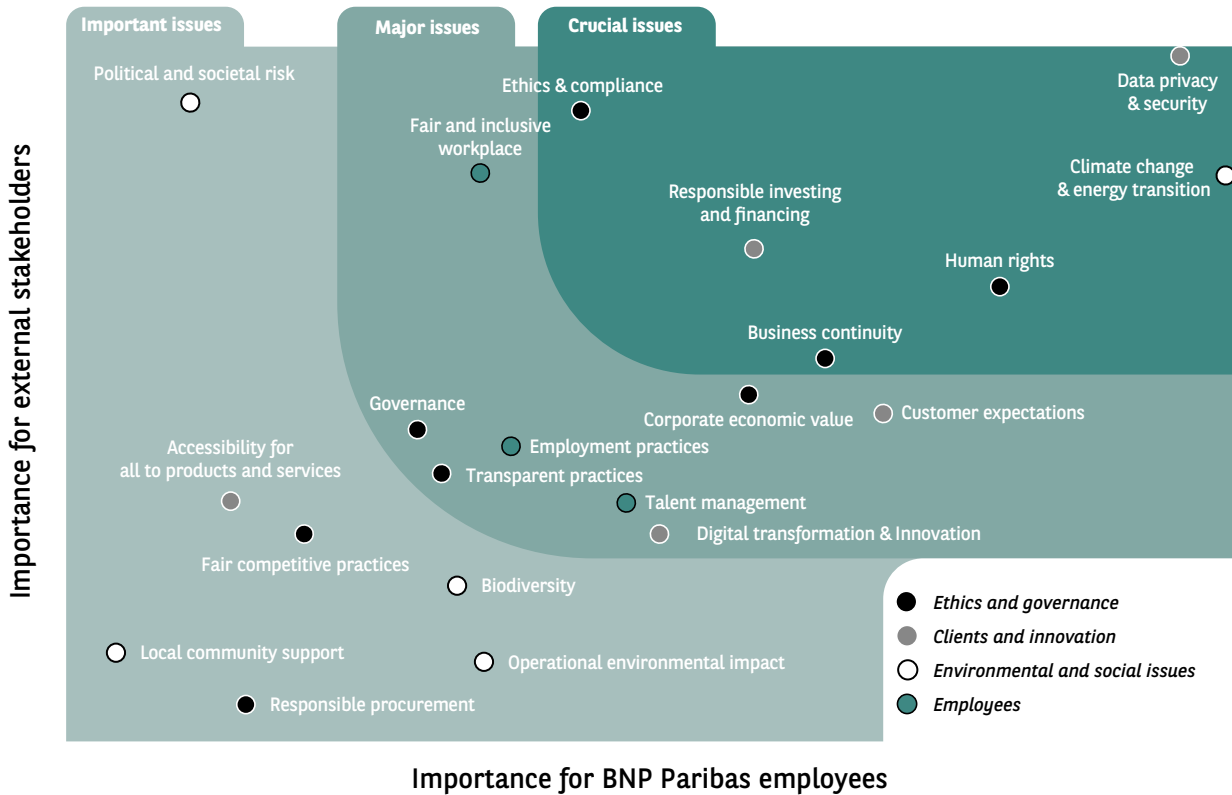 Important issues
Major issues
Crucial issues
Political and societal risk
Ethics & compliance
Data privacy
& security
Fair and inclusive
workplace
Climate change
& energy transition
Responsible investing
and financing
Human rights
Business continuity
Governance
Corporate economic value
Customer expectations
Accessibility for
all to products and services
Employment practices
Transparent practices
Talent management
Digital transformation & Innovation
Fair competitive practices
Biodiversity
Local community support
Operational environmental impact
Responsible procurement
Ethics and governance
Clients and innovation
Environmental and social issues
Employees
Importance for external stakeholders
Importance for BNP Paribas employees